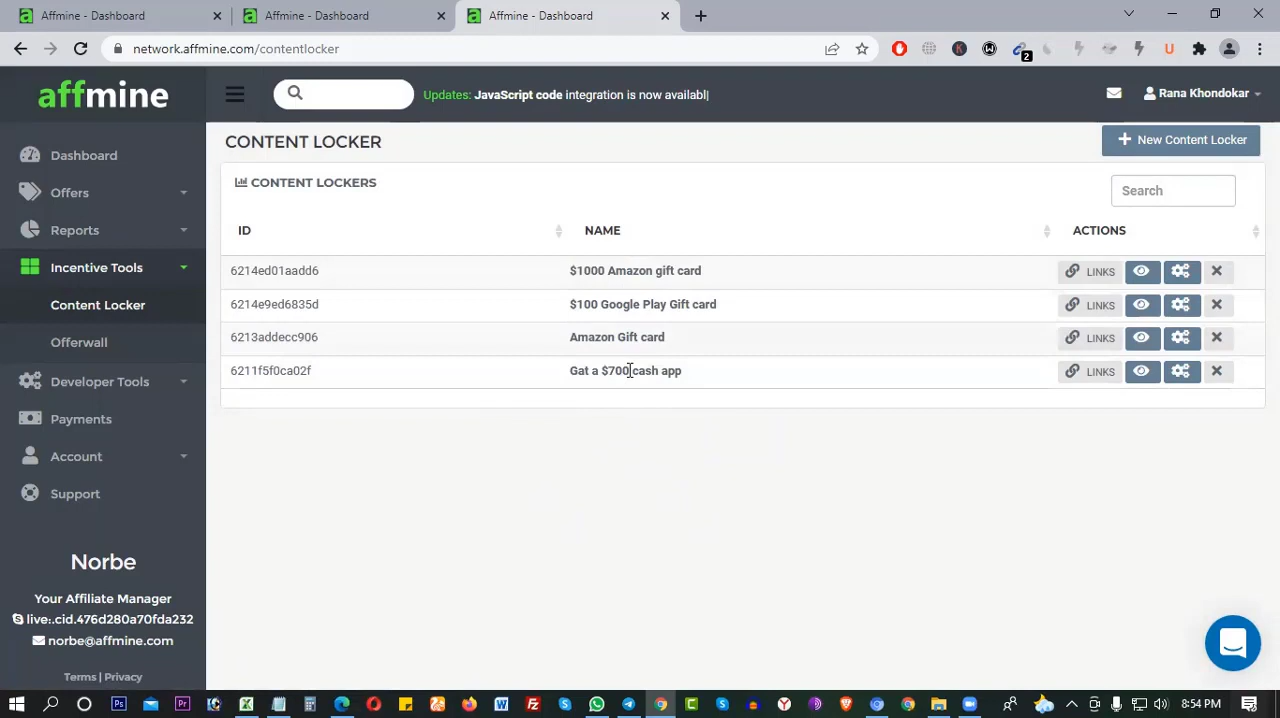 Affmine - Dashboard
Affmine - Dashboard
Affmine - Dashboard
network.affmine.com/contentlocker
2
affmine
Updates: JavaScript code integration is now availabl|
Rana Khondokar
CONTENT LOCKER
New Content Locker
Dashboard
Offers
Reports
Incentive Tools
Content Locker
Offerwall
Developer Tools
Payments
Account
Support
CONTENT LOCKERS
Search
ID NAME ACTIONS
6214ed01aadd6 $1000 Amazon gift card LINKS
6214e9ed6835d $100 Google Play Gift card LINKS
6213addecc906 Amazon Gift card LINKS
6211f5f0ca02f Gat a $700 cash app LINKS
Norbe
Your Affiliate Manager
live:.cid.476d280a70fda232
norbe@affmine.com
Terms | Privacy
8:54 PM